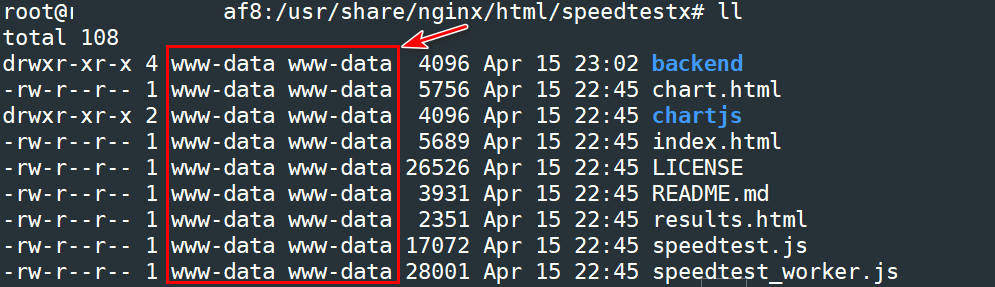 root@r af8:/usr/share/nginx/html/speedtestx# ll
total 108
drwxr-xr-x 4 www-data www-data 4096 Apr 15 23:02 backend
-rw-r--r-- 1 www-data www-data 5756 Apr 15 22:45 chart.html
drwxr-xr-x 2 www-data www-data 4096 Apr 15 22:45 chartjs
-rw-r--r-- 1 www-data www-data 5689 Apr 15 22:45 index.html
-rw-r--r-- 1 www-data www-data 26526 Apr 15 22:45 LICENSE
-rw-r--r-- 1 www-data www-data 3931 Apr 15 22:45 README.md
-rw-r--r-- 1 www-data www-data 2351 Apr 15 22:45 results.html
-rw-r--r-- 1 www-data www-data 17072 Apr 15 22:45 speedtest.js
-rw-r--r-- 1 www-data www-data 28001 Apr 15 22:45 speedtest_worker.js